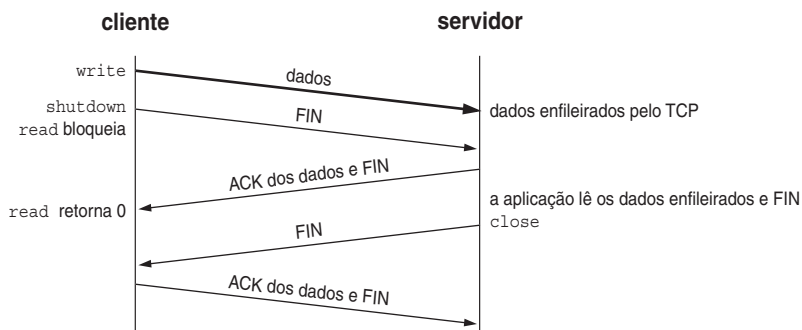 cliente
servidor
write
dados
shutdown
FIN
dados enfileirados pelo TCP
read bloqueia
ACK dos dados e FIN
a aplicação lê os dados enfileirados e FIN
read retorna 0
FIN
close
ACK dos dados e FIN